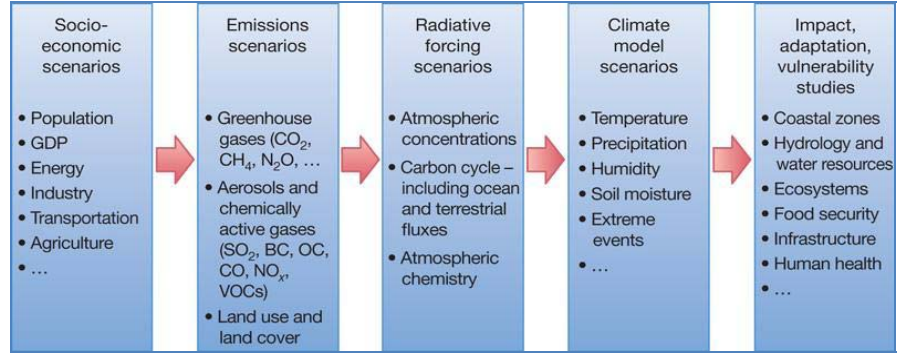 Socio-
economic
scenarios
• Population
• GDP
• Energy
• Industry
• Transportation
• Agriculture
• …
Emissions
scenarios
• Greenhouse
gases (CO₂,
CH₄, N₂O, …
• Aerosols and
chemically
active gases
(SO₂, BC, OC,
CO, NOₓ,
VOCs)
• Land use and
land cover
Radiative
forcing
scenarios
• Atmospheric
concentrations
• Carbon cycle –
including ocean
and terrestrial
fluxes
• Atmospheric
chemistry
Climate
model
scenarios
• Temperature
• Precipitation
• Humidity
• Soil moisture
• Extreme
events
• …
Impact,
adaptation,
vulnerability
studies
• Coastal zones
• Hydrology and
water resources
• Ecosystems
• Food security
• Infrastructure
• Human health
• …